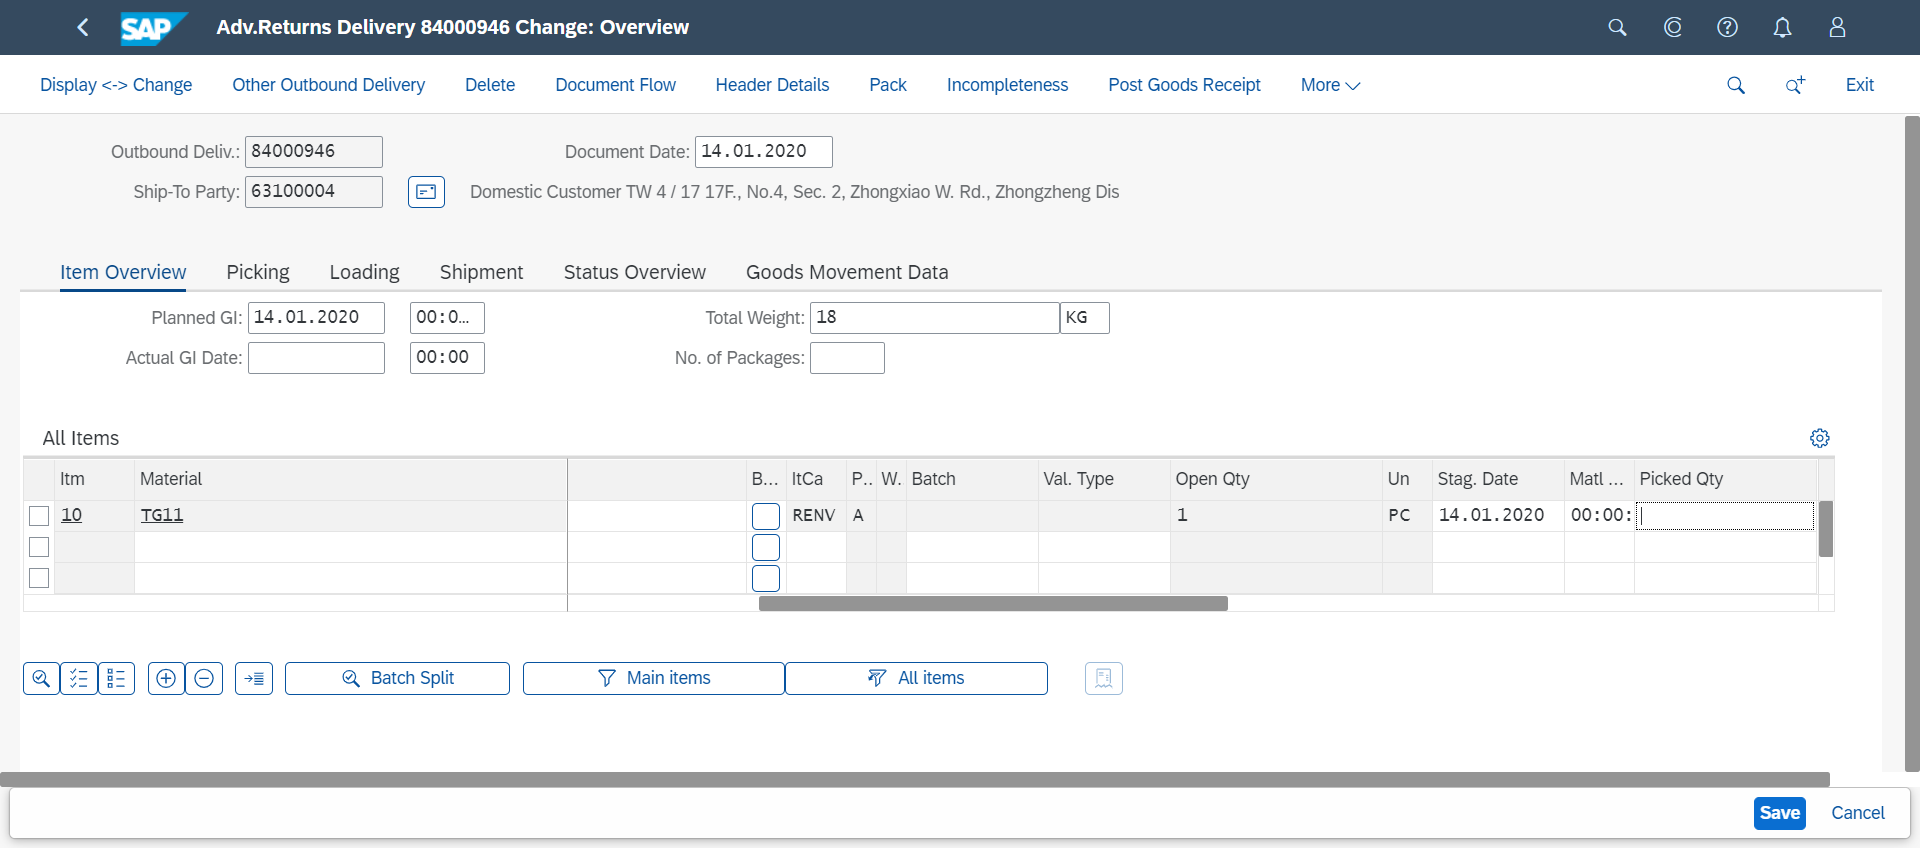 SAP Adv.Returns Delivery 84000946 Change: Overview
Display <-> Change Other Outbound Delivery Delete Document Flow Header Details Pack Incompleteness Post Goods Receipt More Exit
Outbound Deliv.: 84000946 Document Date: 14.01.2020
Ship-To Party: 63100004 Domestic Customer TW 4 / 17 17F., No.4, Sec. 2, Zhongxiao W. Rd., Zhongzheng Dis
Item Overview Picking Loading Shipment Status Overview Goods Movement Data
Planned GI: 14.01.2020 00:0... Total Weight: 18 KG
Actual GI Date: 00:00 No. of Packages:
All Items
Itm Material B... ItCa P.. W. Batch Val. Type Open Qty Un Stag. Date Matl ... Picked Qty
10 TG11 RENV A 1 PC 14.01.2020 00:00:
Batch Split Main items All items
Save Cancel